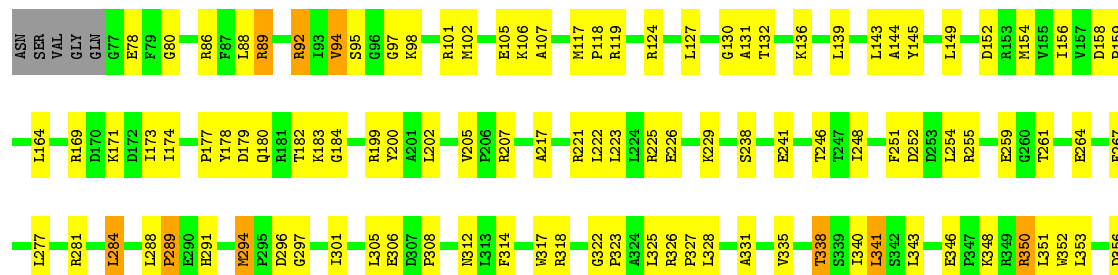 ASN SER VAL GLY GLN G77 E78 F79 G80 R86 F87 L88 R89 R92 I93 V94 S95 G96 G97 K98 R101 M102 E105 K106 A107 M117 P118 R119 R124 L127 G130 A131 T132 K136 L139 L143 A144 Y145 L149 D152 R153 M154 V155 I156 V157 D158 P159
L164 R169 D170 K171 D172 I173 I174 P177 Y178 D179 Q180 R181 T182 K183 G184 R199 Y200 A201 L202 V205 P206 R207 A217 R221 L222 L223 L224 R225 E226 K229 S238 E241 T246 T247 I248 F251 D252 D253 L254 R255 E259 G260 T261 E264
L277 R281 L284 L288 P289 E290 H291 M294 P295 D296 G297 I301 L305 E306 D307 P308 N312 L313 F314 W317 R318 G322 P323 A324 L325 R326 P327 L328 A331 V335 T338 S339 I340 L341 S342 L343 E346 P347 K348 R349 R350 L351 W352 L353 R356